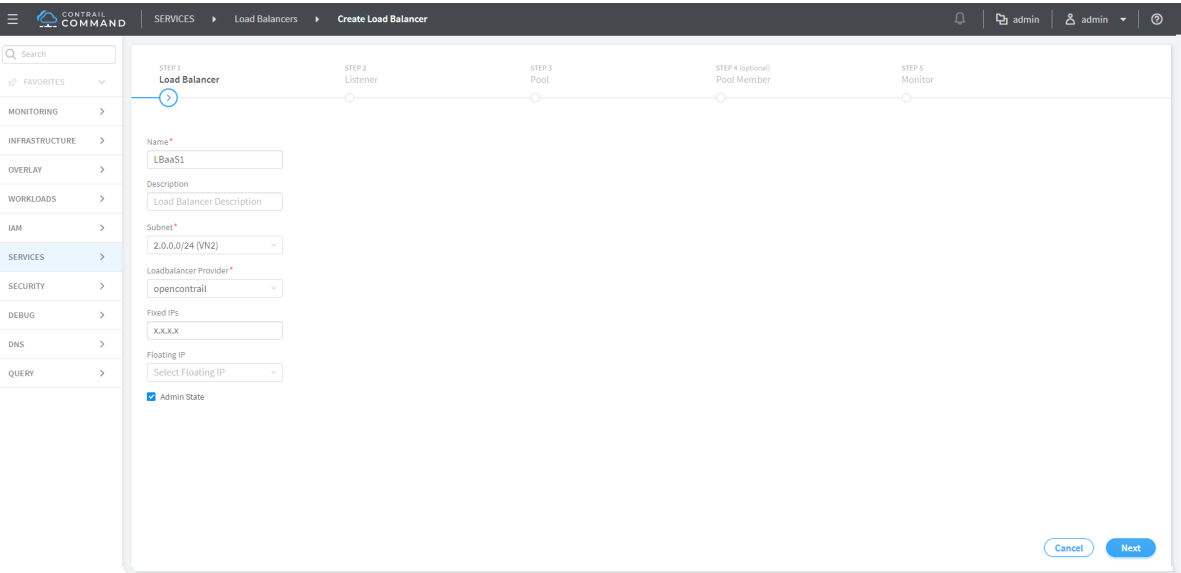 CONTRAIL
COMMAND
SERVICES
Load Balancers
Create Load Balancer
admin
admin
Search
FAVORITES
MONITORING
INFRASTRUCTURE
OVERLAY
WORKLOADS
IAM
SERVICES
SECURITY
DEBUG
DNS
QUERY
STEP 1
Load Balancer
STEP 2
Listener
STEP 3
Pool
STEP 4 (optional)
Pool Member
STEP 5
Monitor
Name*
LBaaS1
Description
Load Balancer Description
Subnet*
2.0.0.0/24 (VN2)
Loadbalancer Provider*
opencontrail
Fixed IPs
x.x.x.x
Floating IP
Select Floating IP
Admin State
Cancel
Next